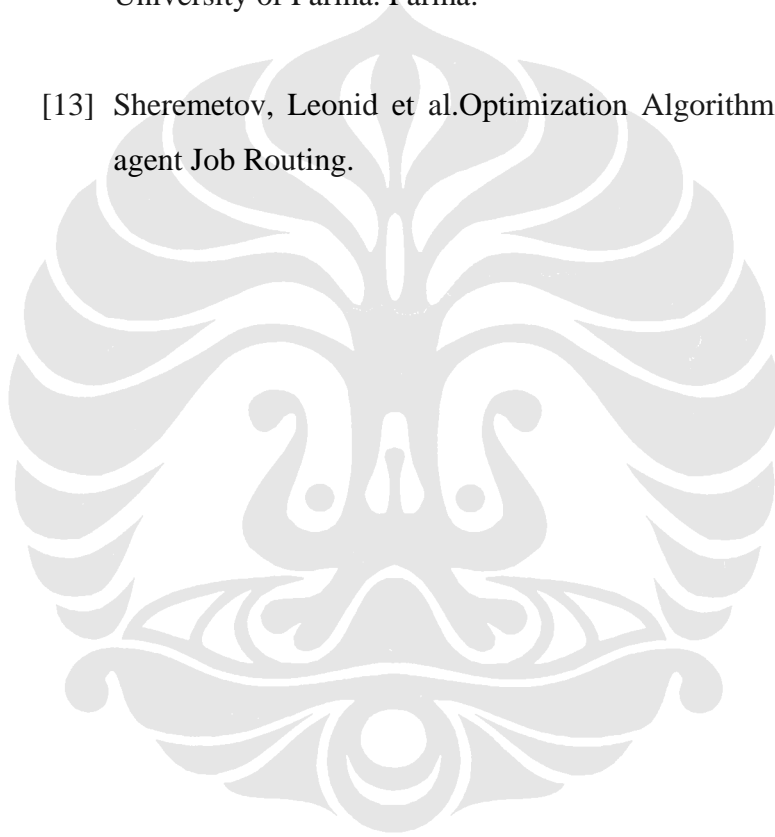 University of Parma. Parma.
[13] Sheremetov, Leonid et al.Optimization Algorithm
agent Job Routing.